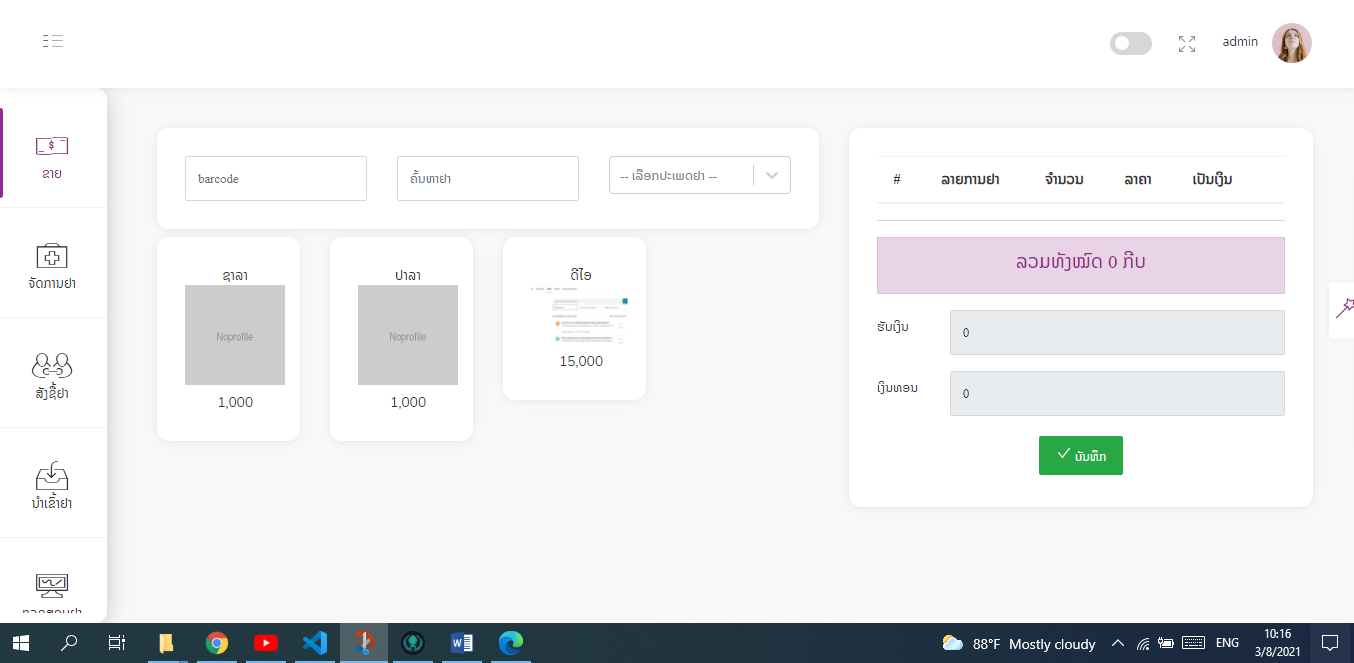 admin
ຂາຍ
ຈັດການຢາ
ສັ່ງຊື້ຢາ
ນຳເຂົ້າຢາ
barcode
ຄົ້ນຫາຢາ
-- ເລືອກປະເພດຢາ --
ຊາລາ
Noprofile
1,000
ປາລາ
Noprofile
1,000
ດີໄອ
15,000
# ລາຍການຢາ ຈຳນວນ ລາຄາ ເປັນເງິນ
ລວມທັງໝົດ 0 ກີບ
ຮັບເງິນ
0
ເງິນທອນ
0
ບັນທຶກ
88°F Mostly cloudy
ENG
10:16
3/8/2021